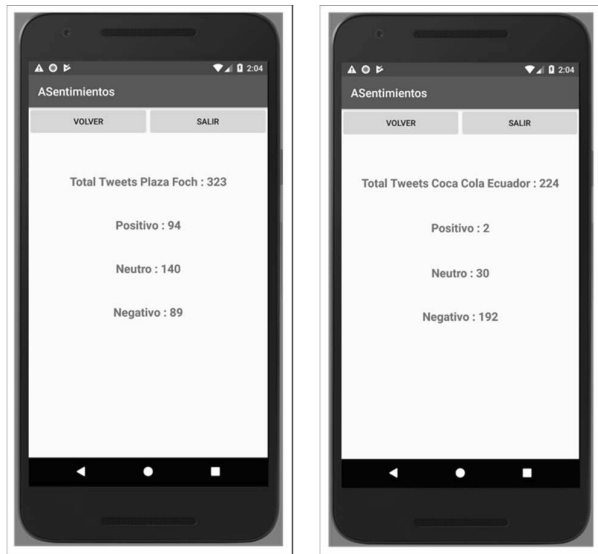 2:04
ASentimientos
VOLVER SALIR
Total Tweets Plaza Foch : 323
Positivo : 94
Neutro : 140
Negativo : 89
2:04
ASentimientos
VOLVER SALIR
Total Tweets Coca Cola Ecuador : 224
Positivo : 2
Neutro : 30
Negativo : 192